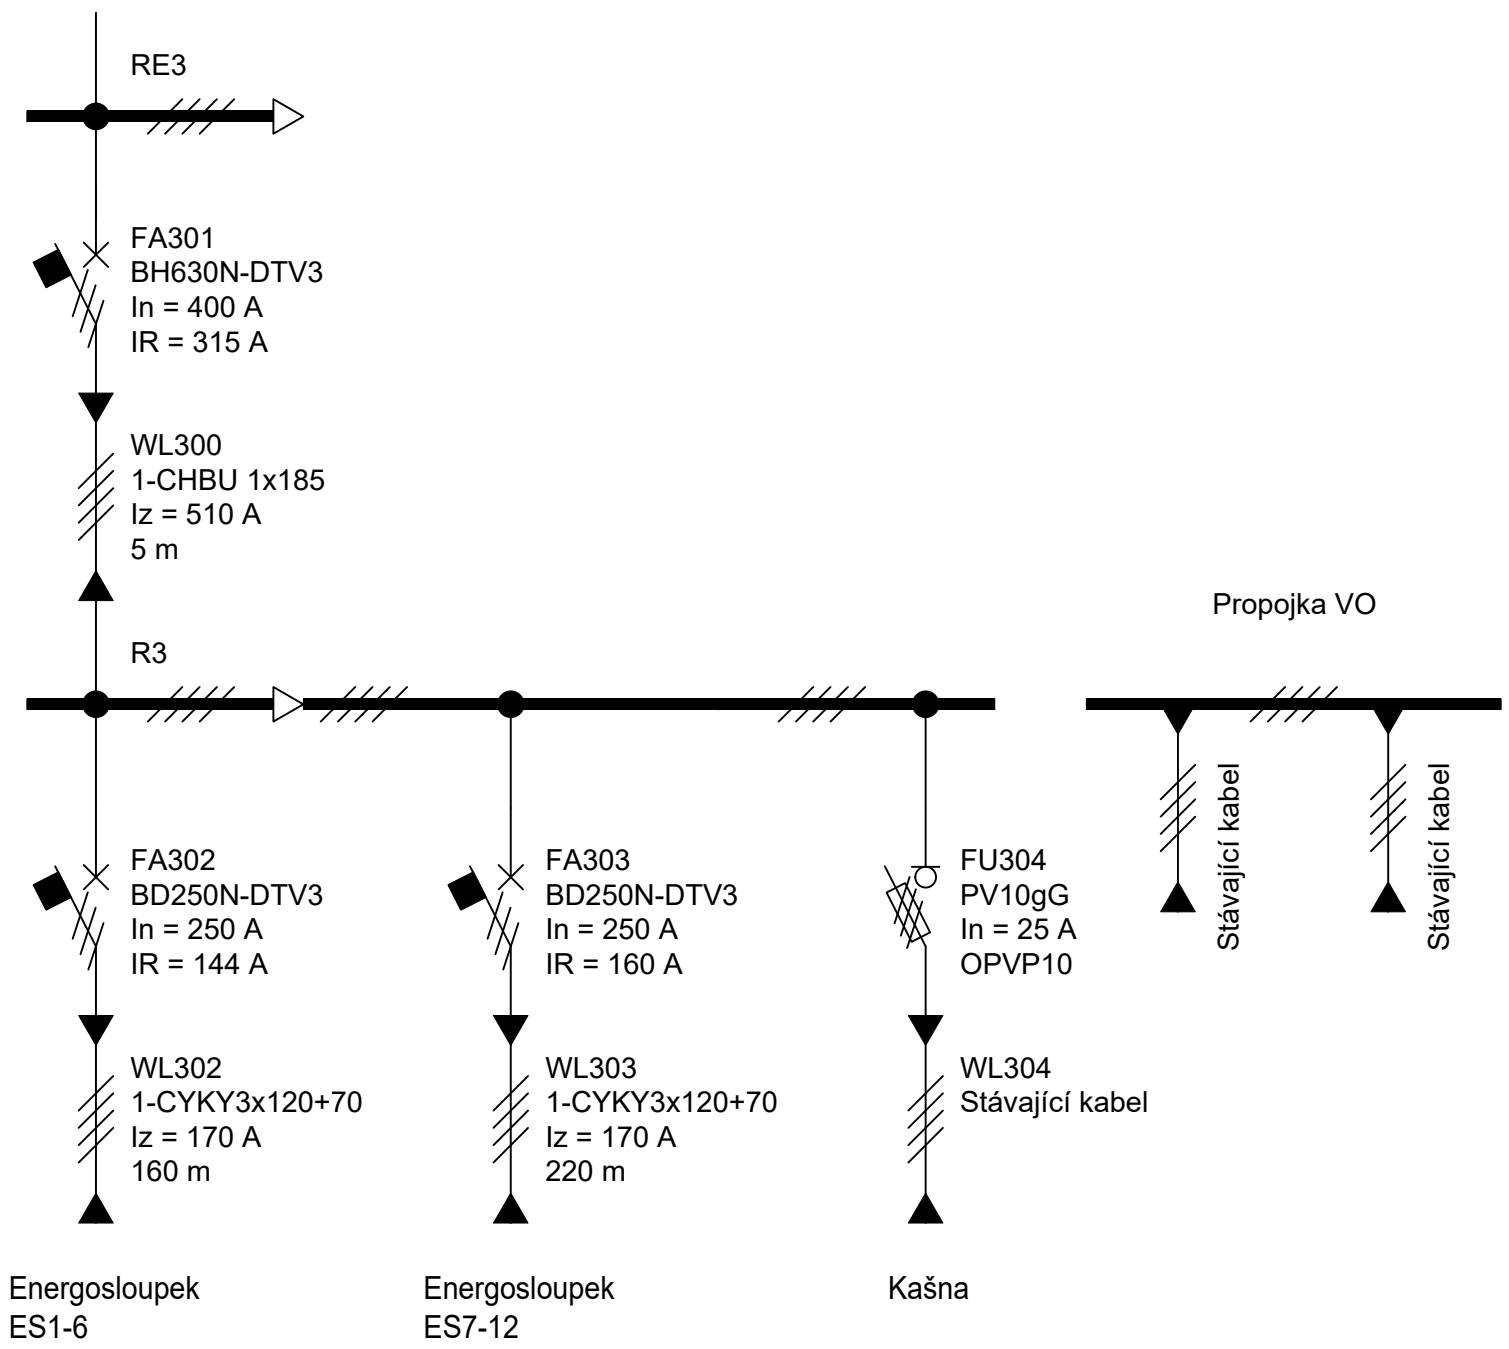 RE3
FA301
BH630N-DTV3
In = 400 A
IR = 315 A
WL300
1-CHBU 1x185
Iz = 510 A
5 m
Propojka VO
R3
Stávající kabel
Stávající kabel
FA302
BD250N-DTV3
In = 250 A
IR = 144 A
FA303
BD250N-DTV3
In = 250 A
IR = 160 A
FU304
PV10gG
In = 25 A
OPVP10
WL302
1-CYKY3x120+70
Iz = 170 A
160 m
WL303
1-CYKY3x120+70
Iz = 170 A
220 m
WL304
Stávající kabel
Energosloupek
ES1-6
Energosloupek
ES7-12
Kašna